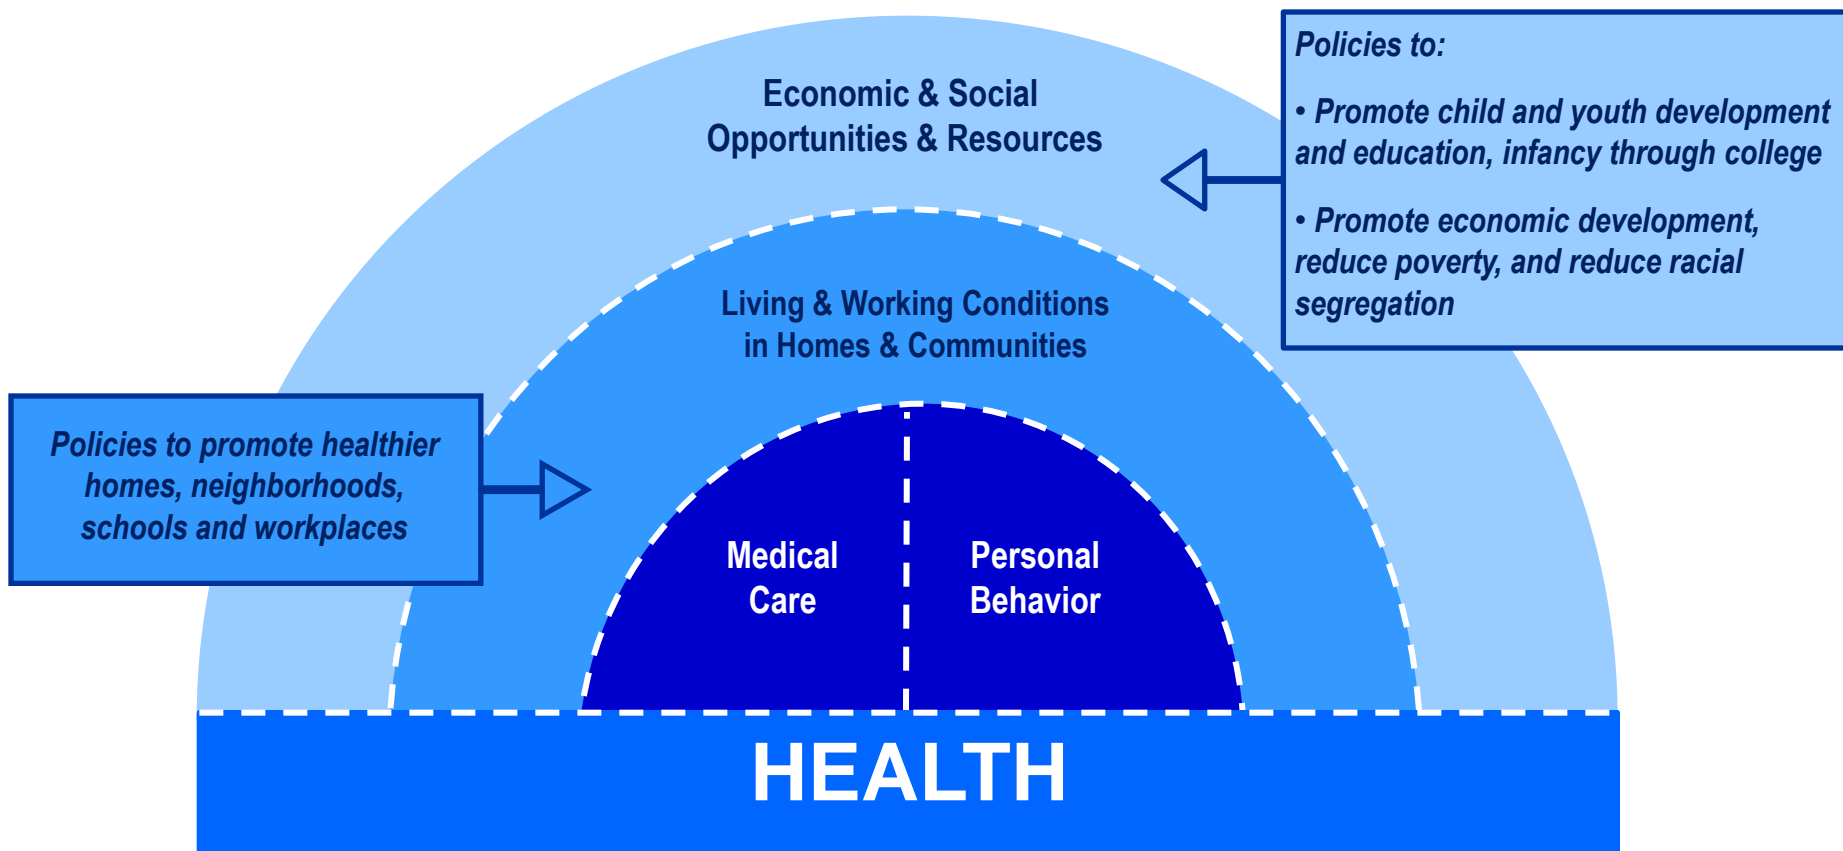 Economic & Social
Opportunities & Resources
Policies to:
• Promote child and youth development
and education, infancy through college
• Promote economic development,
reduce poverty, and reduce racial
segregation
Living & Working Conditions
in Homes & Communities
Policies to promote healthier
homes, neighborhoods,
schools and workplaces
Medical
Care
Personal
Behavior
HEALTH